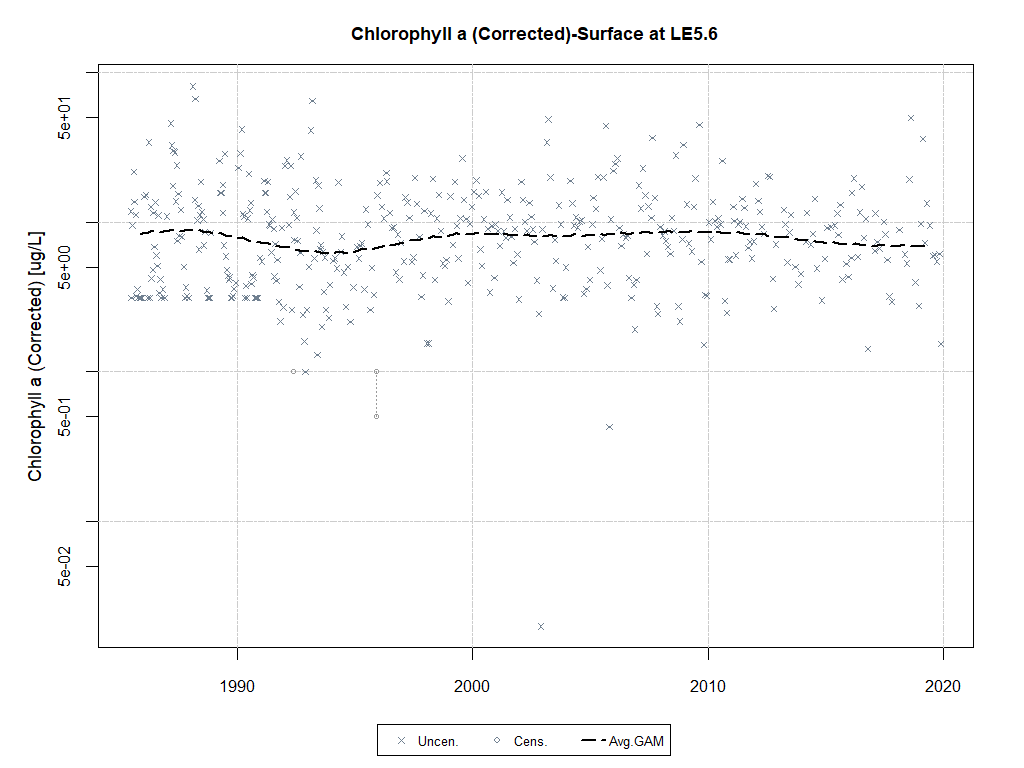 Chlorophyll a (Corrected)-Surface at LE5.6
Chlorophyll a (Corrected) [ug/L]
5e+01
5e+00
5e-01
5e-02
1990 2000 2010 2020
Uncen. Cens. Avg.GAM